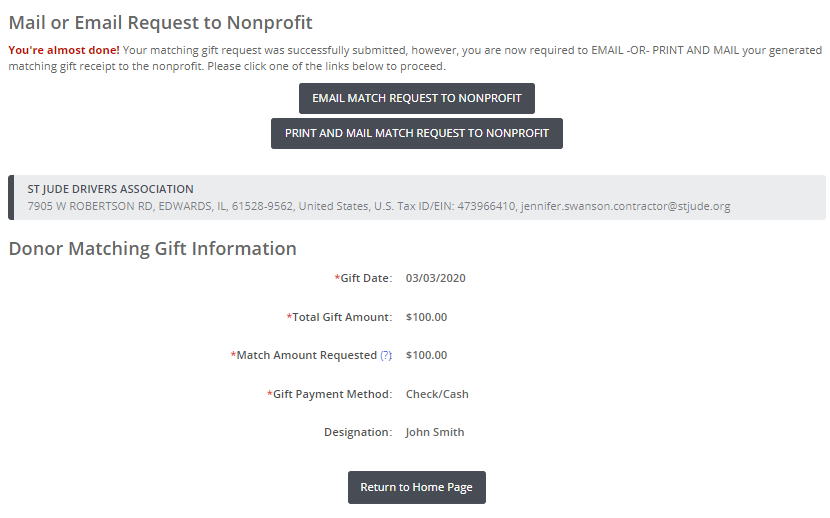 Mail or Email Request to Nonprofit
You're almost done! Your matching gift request was successfully submitted, however, you are now required to EMAIL -OR- PRINT AND MAIL your generated
matching gift receipt to the nonprofit. Please click one of the links below to proceed.
EMAIL MATCH REQUEST TO NONPROFIT
PRINT AND MAIL MATCH REQUEST TO NONPROFIT
ST JUDE DRIVERS ASSOCIATION
7905 W ROBERTSON RD, EDWARDS, IL, 61528-9562, United States, U.S. Tax ID/EIN: 473966410, jennifer.swanson.contractor@stjude.org
Donor Matching Gift Information
*Gift Date: 03/03/2020
*Total Gift Amount: $100.00
*Match Amount Requested (?): $100.00
*Gift Payment Method: Check/Cash
Designation: John Smith
Return to Home Page